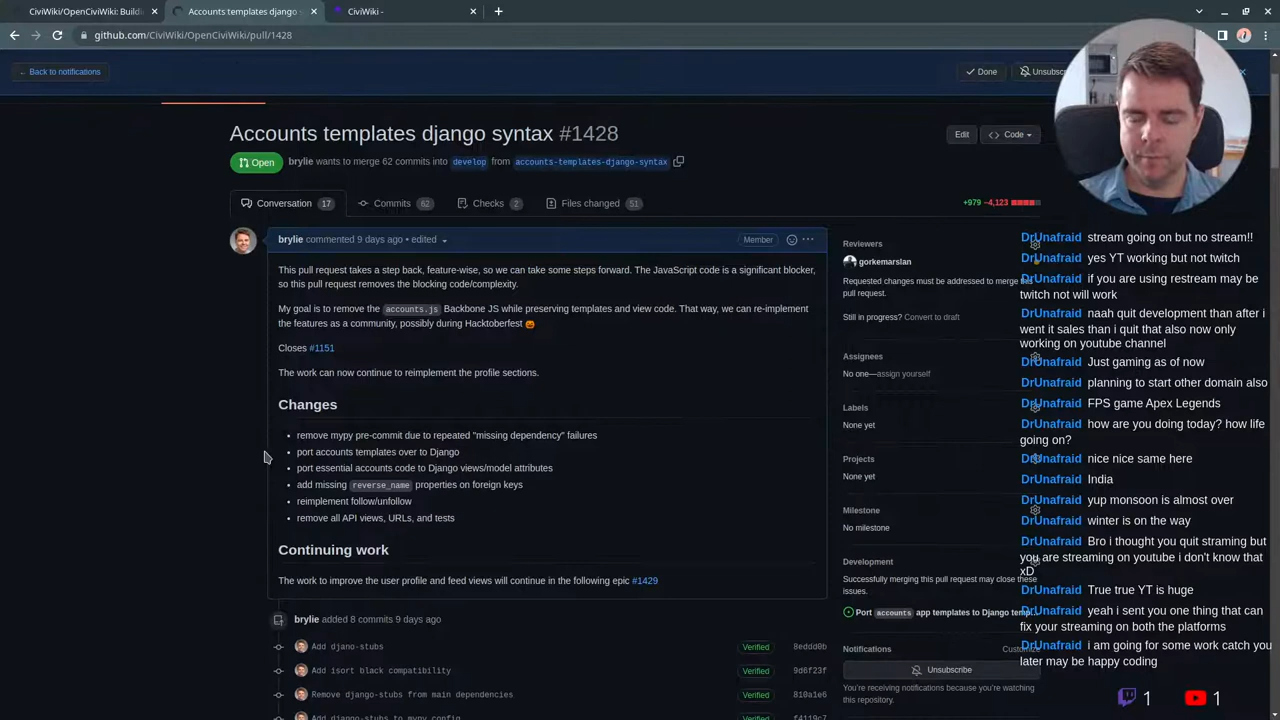 CiviWiki/OpenCiviWiki: Buildi
Accounts templates django
CiviWiki -
github.com/CiviWiki/OpenCiviWiki/pull/1428
← Back to notifications
Done
Unsubsc
Accounts templates django syntax #1428
Edit
<> Code
Open
brylie wants to merge 62 commits into develop from accounts-templates-django-syntax
Conversation 17
Commits 62
Checks 2
Files changed 51
+979 −4,123
brylie commented 9 days ago • edited
Member
This pull request takes a step back, feature-wise, so we can take some steps forward. The JavaScript code is a significant blocker,
so this pull request removes the blocking code/complexity.
My goal is to remove the accounts.js Backbone JS while preserving templates and view code. That way, we can re-implement
the features as a community, possibly during Hacktoberfest 🎃
Closes #1151
The work can now continue to reimplement the profile sections.
Changes
• remove mypy pre-commit due to repeated "missing dependency" failures
• port accounts templates over to Django
• port essential accounts code to Django views/model attributes
• add missing reverse_name properties on foreign keys
• reimplement follow/unfollow
• remove all API views, URLs, and tests
Continuing work
The work to improve the user profile and feed views will continue in the following epic #1429
brylie added 8 commits 9 days ago
Add djano-stubs
Verified
8eddd0b
Add isort black compatibility
Verified
9d6f23f
Remove django-stubs from main dependencies
Verified
810a1e6
Add django-stubs to mypy config
Verified
f4119c7
Reviewers
gorkemarslan
Requested changes must be addressed to merge this
pull request.
Still in progress? Convert to draft
Assignees
No one—assign yourself
Labels
None yet
Projects
None yet
Milestone
No milestone
Development
Successfully merging this pull request may close these
issues.
Port accounts app templates to Django temp...
Notifications
Customize
Unsubscribe
You're receiving notifications because you're watching
this repository.
DrUnafraid stream going on but no stream!!
DrUnafraid yes YT working but not twitch
DrUnafraid if you are using restream may be
twitch not will work
DrUnafraid naah quit development than after i
went it sales than i quit that also now only
working on youtube channel
DrUnafraid Just gaming as of now
DrUnafraid planning to start other domain also
DrUnafraid FPS game Apex Legends
DrUnafraid how are you doing today? how life
going on?
DrUnafraid nice nice same here
DrUnafraid India
DrUnafraid yup monsoon is almost over
DrUnafraid winter is on the way
DrUnafraid Bro i thought you quit straming but
you are streaming on youtube i don't know that
xD
DrUnafraid True true YT is huge
DrUnafraid yeah i sent you one thing that can
fix your streaming on both the platforms
DrUnafraid i am going for some work catch you
later may be happy coding
1
1